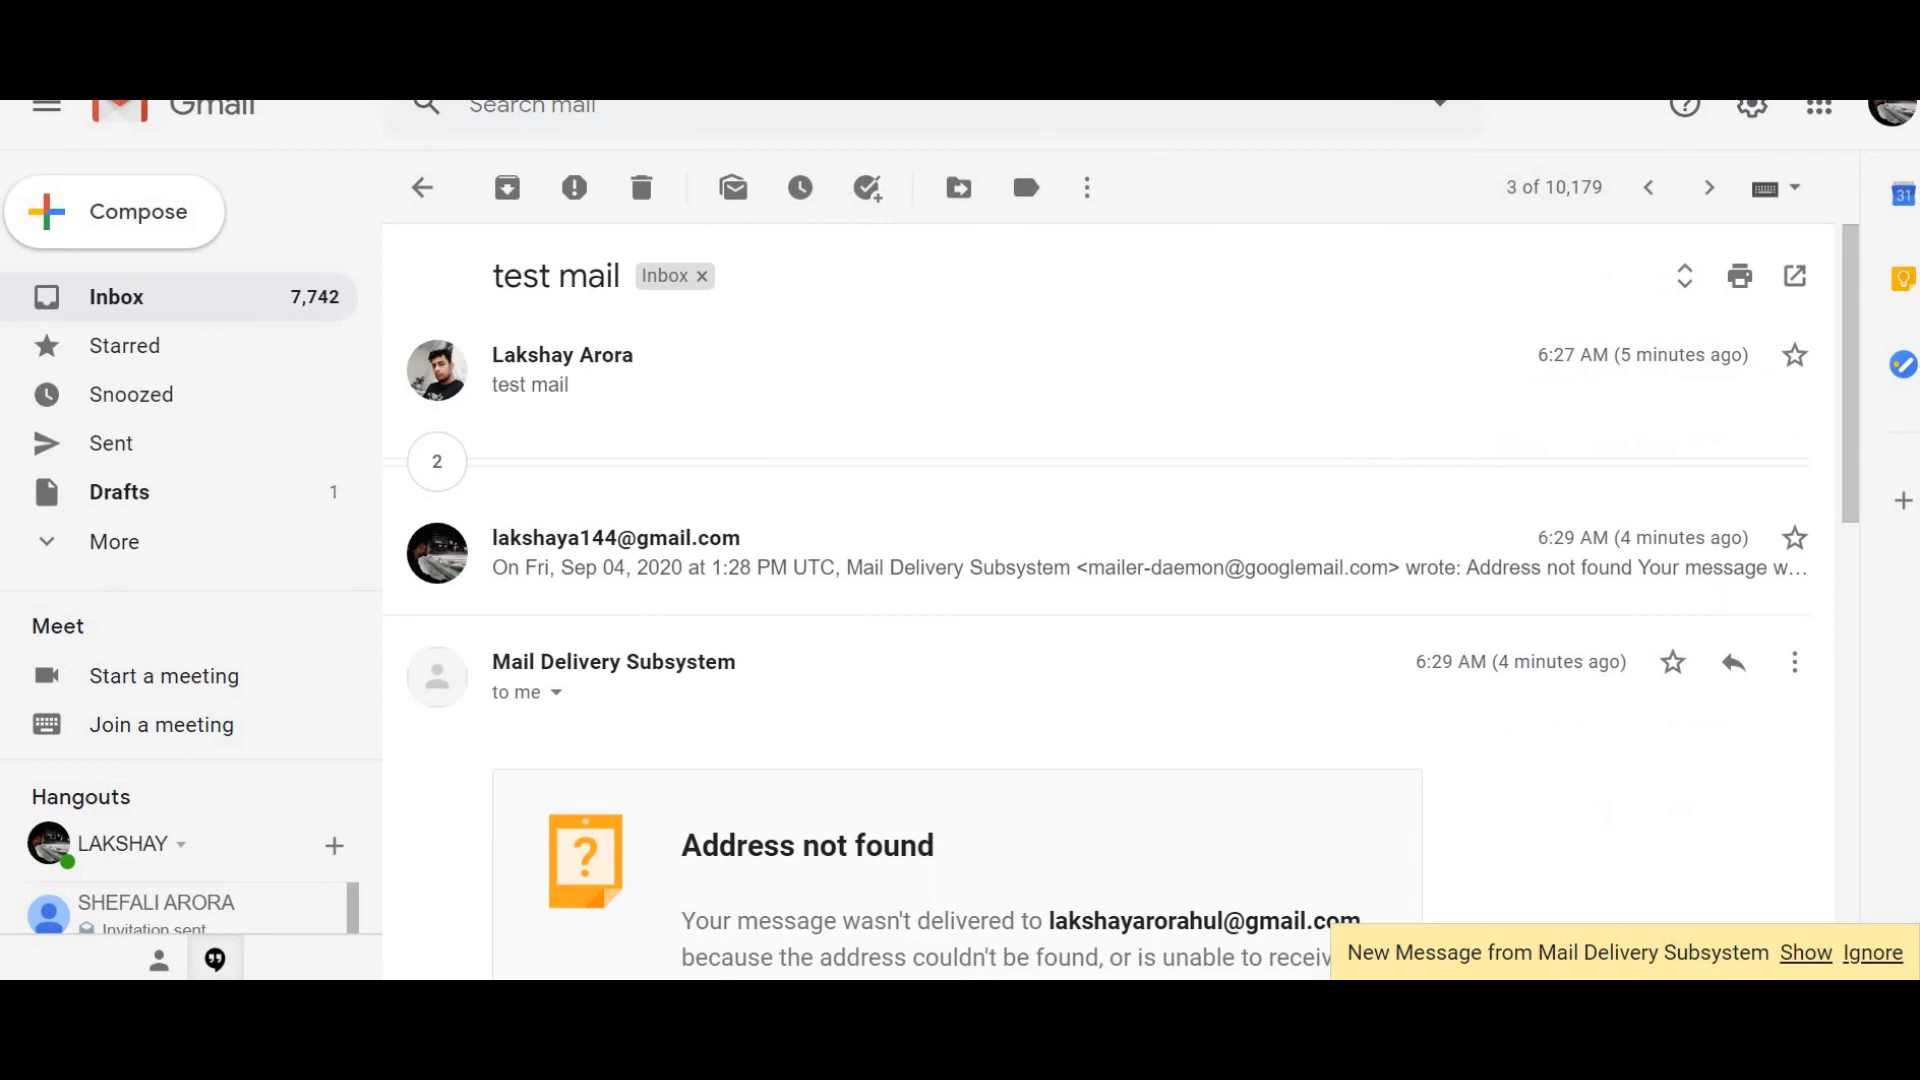 Gmail
Search mail
Compose
3 of 10,179
31
test mail
Inbox ×
Inbox 7,742
Starred
Snoozed
Sent
Drafts 1
More
Lakshay Arora
6:27 AM (5 minutes ago)
test mail
2
lakshaya144@gmail.com
6:29 AM (4 minutes ago)
On Fri, Sep 04, 2020 at 1:28 PM UTC, Mail Delivery Subsystem <mailer-daemon@googlemail.com> wrote: Address not found Your message w…
Meet
Start a meeting
Join a meeting
Mail Delivery Subsystem
6:29 AM (4 minutes ago)
to me
Hangouts
LAKSHAY
SHEFALI ARORA
Invitation sent
?
Address not found
Your message wasn't delivered to lakshayarorahul@gmail.com
because the address couldn't be found, or is unable to receiv
New Message from Mail Delivery Subsystem Show Ignore